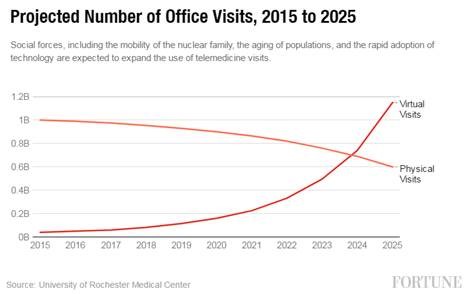 Projected Number of Office Visits, 2015 to 2025
Social forces, including the mobility of the nuclear family, the aging of populations, and the rapid adoption of
technology are expected to expand the use of telemedicine visits.
1.2B
1B
0.8B
0.6B
0.4B
0.2B
0B
Virtual
Visits
Physical
Visits
2015 2016 2017 2018 2019 2020 2021 2022 2023 2024 2025
Source: University of Rochester Medical Center
FORTUNE